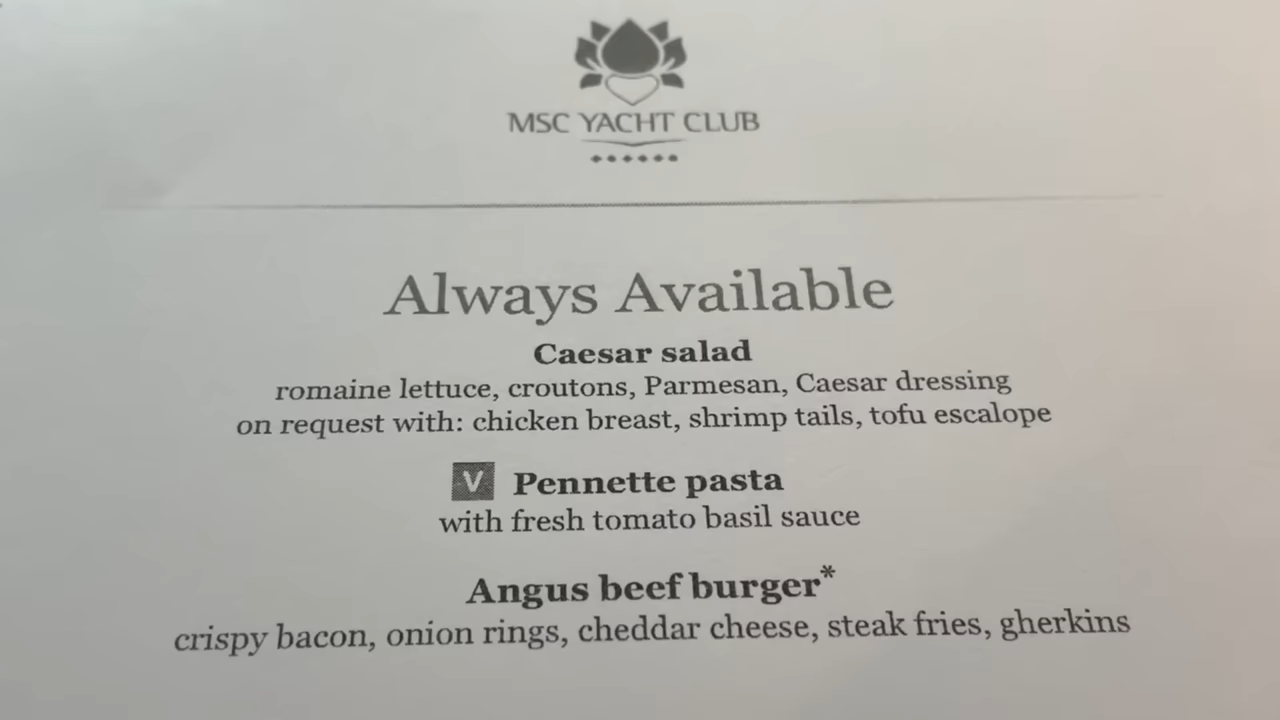 MSC YACHT CLUB
Always Available
Caesar salad
romaine lettuce, croutons, Parmesan, Caesar dressing
on request with: chicken breast, shrimp tails, tofu escalope
V Pennette pasta
with fresh tomato basil sauce
Angus beef burger*
crispy bacon, onion rings, cheddar cheese, steak fries, gherkins